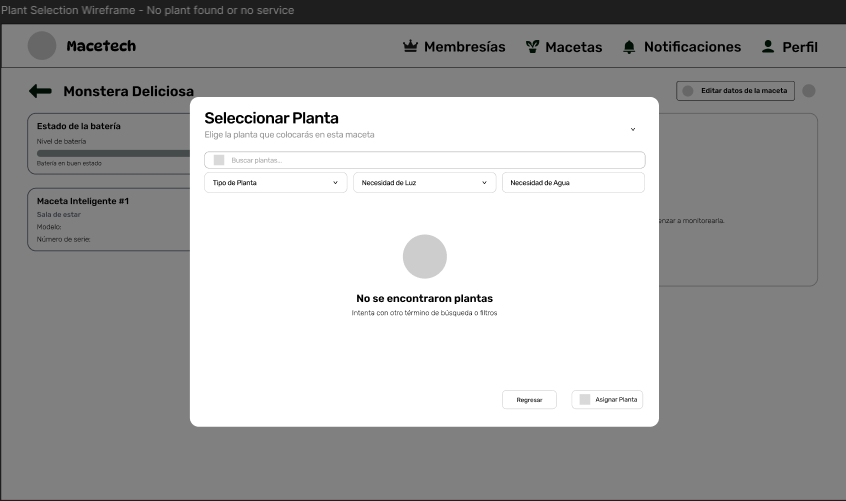 Plant Selection Wireframe - No plant found or no service
Macetech
Membresías
Macetas
Notificaciones
Perfil
Monstera Deliciosa
Editar datos de la maceta
Estado de la batería
Nivel de batería
Batería en buen estado
Maceta Inteligente #1
Sala de estar
Modelo:
Número de serie:
enzar a monitorearla.
Seleccionar Planta
Elige la planta que colocarás en esta maceta
Buscar plantas...
Tipo de Planta
Necesidad de Luz
Necesidad de Agua
No se encontraron plantas
Intenta con otro término de búsqueda o filtros
Regresar
Asignar Planta